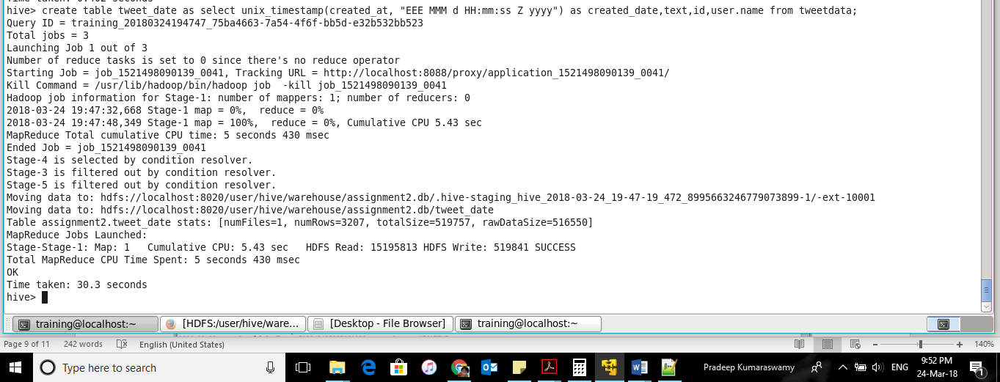 hive> create table tweet_date as select unix_timestamp(created_at, "EEE MMM d HH:mm:ss Z yyyy") as created_date,text,id,user.name from tweetdata;
Query ID = training_20180324194747_75ba4663-7a54-4f6f-bb5d-e32b532bb523
Total jobs = 3
Launching Job 1 out of 3
Number of reduce tasks is set to 0 since there's no reduce operator
Starting Job = job_1521498090139_0041, Tracking URL = http://localhost:8088/proxy/application_1521498090139_0041/
Kill Command = /usr/lib/hadoop/bin/hadoop job  -kill job_1521498090139_0041
Hadoop job information for Stage-1: number of mappers: 1; number of reducers: 0
2018-03-24 19:47:32,668 Stage-1 map = 0%,  reduce = 0%
2018-03-24 19:47:48,349 Stage-1 map = 100%,  reduce = 0%, Cumulative CPU 5.43 sec
MapReduce Total cumulative CPU time: 5 seconds 430 msec
Ended Job = job_1521498090139_0041
Stage-4 is selected by condition resolver.
Stage-3 is filtered out by condition resolver.
Stage-5 is filtered out by condition resolver.
Moving data to: hdfs://localhost:8020/user/hive/warehouse/assignment2.db/.hive-staging_hive_2018-03-24_19-47-19_472_8995663246779073899-1/-ext-10001
Moving data to: hdfs://localhost:8020/user/hive/warehouse/assignment2.db/tweet_date
Table assignment2.tweet_date stats: [numFiles=1, numRows=3207, totalSize=519757, rawDataSize=516550]
MapReduce Jobs Launched:
Stage-Stage-1: Map: 1   Cumulative CPU: 5.43 sec   HDFS Read: 15195813 HDFS Write: 519841 SUCCESS
Total MapReduce CPU Time Spent: 5 seconds 430 msec
OK
Time taken: 30.3 seconds
hive>
training@localhost:~ [HDFS:/user/hive/ware... [Desktop - File Browser] training@localhost:~
Page 9 of 11 242 words English (United States) 140%
Type here to search Pradeep Kumaraswamy ENG 9:52 PM
24-Mar-18 1